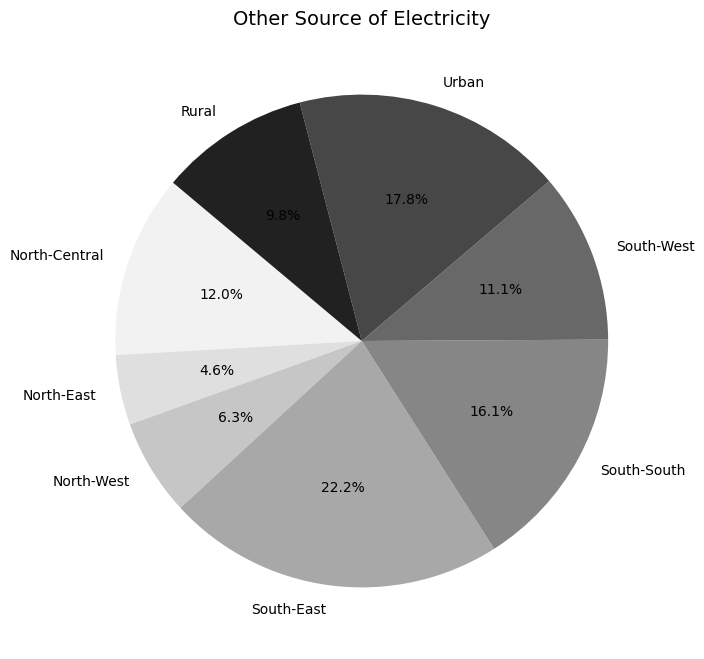 Other Source of Electricity
Urban
Rural
17.8%
9.8%
South-West
North-Central
11.1%
12.0%
4.6%
North-East
16.1%
6.3%
South-South
North-West
22.2%
South-East